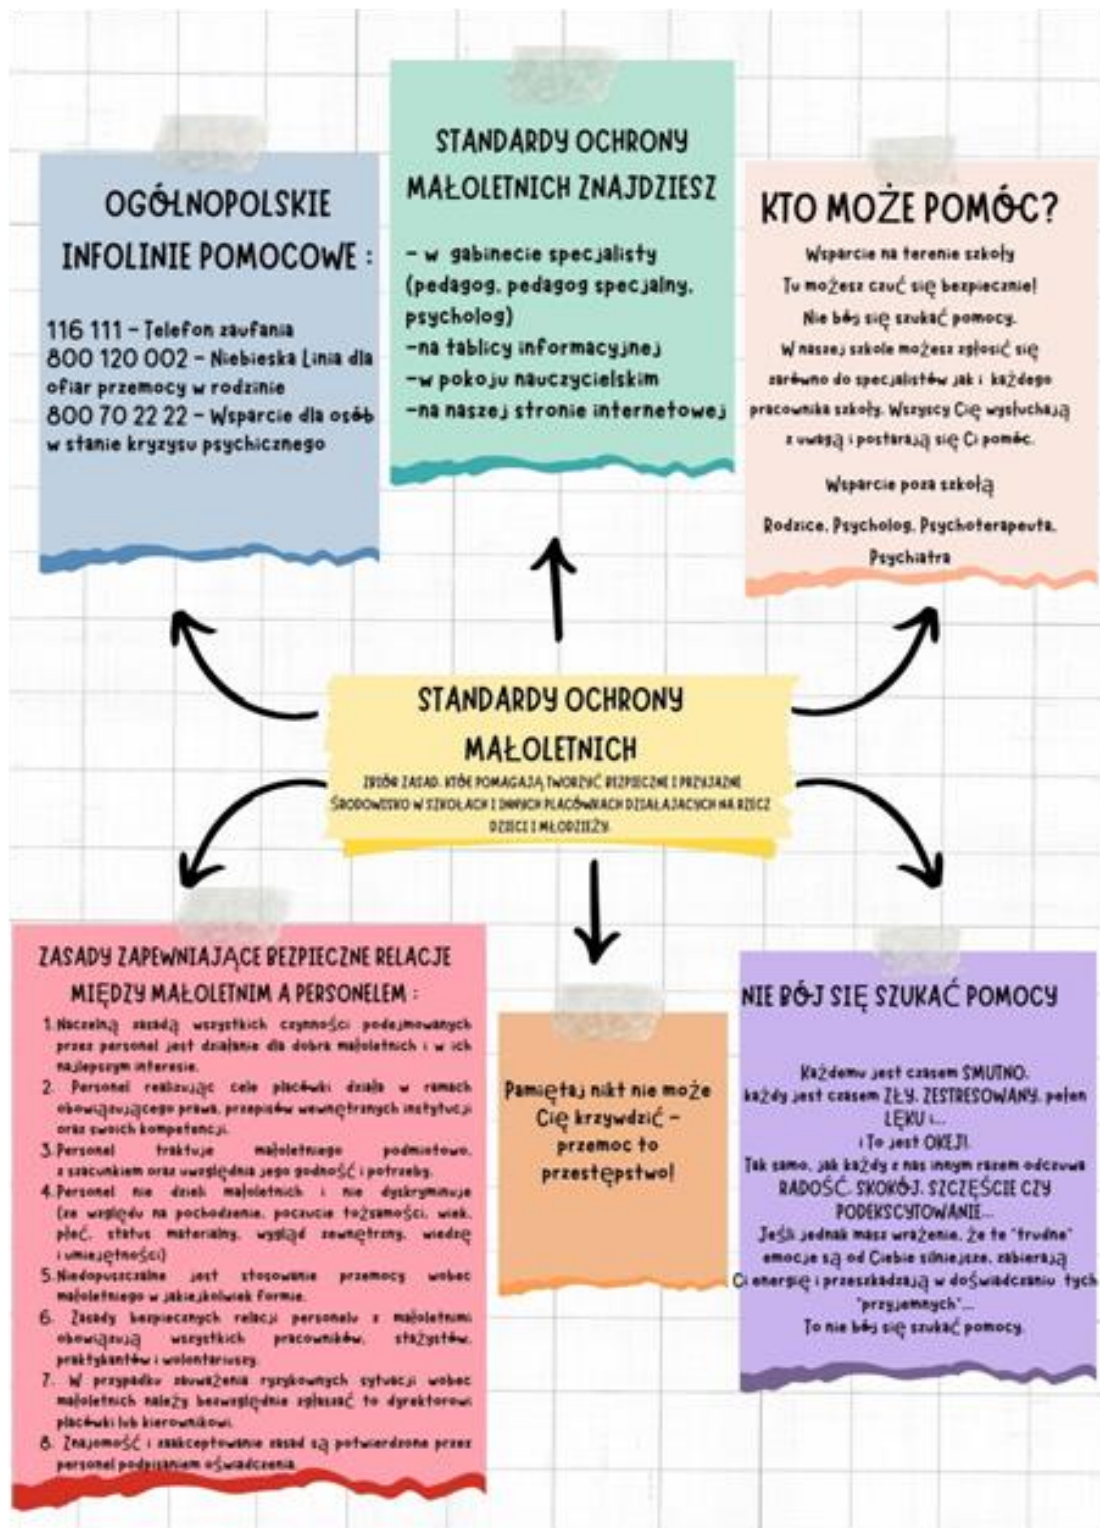 OGÓLNOPOLSKIE
INFOLINIE POMOCOWE :
116 111 – Telefon zaufania
800 120 002 – Niebieska Linia dla
ofiar przemocy w rodzinie
800 70 22 22 – Wsparcie dla osób
w stanie kryzysu psychicznego
STANDARDY OCHRONY
MAŁOLETNICH ZNAJDZIESZ
- w gabinecie specjalisty
(pedagog, pedagog specjalny,
psycholog)
-na tablicy informacyjnej
-w pokoju nauczycielskim
-na naszej stronie internetowej
KTO MOŻE POMÓC?
Wsparcie na terenie szkoły
Tu możesz czuć się bezpiecznie!
Nie bój się szukać pomocy.
W naszej szkole możesz zgłosić się
zarówno do specjalistów jak i każdego
pracownika szkoły. Wszyscy Cię wysłuchają
z uwagą i postarają się Ci pomóc.
Wsparcie poza szkołą
Rodzice, Psycholog, Psychoterapeuta,
Psychiatra
STANDARDY OCHRONY
MAŁOLETNICH
ZBIÓR ZASAD, KTÓE POMAGAJĄ TWORZYĆ BEZPIECZNE I PRZYJAZNE
ŚRODOWISKO W SZKOŁACH I INNYCH PLACÓWKACH DZIAŁAJACYCH NA RZECZ
DZIECI I MŁODZIEŻY.
ZASADY ZAPEWNIAJĄCE BEZPIECZNE RELACJE
MIĘDZY MAŁOLETNIM A PERSONELEM :
1. Naczelną zasadą wszystkich czynności podejmowanych
przez personel jest działanie dla dobra małoletnich i w ich
najlepszym interesie.
2. Personel realizując cele placówki działa w ramach
obowiązującego prawa, przepisów wewnętrznych instytucji
oraz swoich kompetencji.
3. Personel traktuje małoletniego podmiotowo,
z szacunkiem oraz uwzględnia jego godność i potrzeby.
4. Personel nie dzieli małoletnich i nie dyskryminuje
(ze względu na pochodzenie, poczucie tożsamości, wiek,
płeć, status materialny, wygląd zewnętrzny, wiedzę
i umiejętności)
5. Niedopuszczalne jest stosowanie przemocy wobec
małoletniego w jakiejkolwiek formie.
6. Zasady bezpiecznych relacji personelu z małoletnimi
obowiązują wszystkich pracowników, stażystów,
praktykantów i wolontariuszy.
7. W przypadku zauważenia ryzykownych sytuacji wobec
małoletnich należy bezwzględnie zgłaszać to dyrektorowi
placówki lub kierownikowi.
8. Znajomość i zaakceptowanie zasad są potwierdzone przez
personel podpisaniem oświadczenia.
Pamiętaj nikt nie może
Cię krzywdzić –
przemoc to
przestępstwo!
NIE BÓJ SIĘ SZUKAĆ POMOCY
Każdemu jest czasem SMUTNO,
każdy jest czasem ZŁY, ZESTRESOWANY, pełen
LĘKU i...
i To jest OKEJ!
Tak samo, jak każdy z nas innym razem odczuwa
RADOŚĆ, SKOKÓJ, SZCZĘŚCIE CZY
PODEKSCYTOWANIE...
Jeśli jednak masz wrażenie, że te "trudne"
emocje są od Ciebie silniejsze, zabierają
Ci energię i przeszkadzają w doświadczaniu tych
"przyjemnych"...
To nie bój się szukać pomocy.